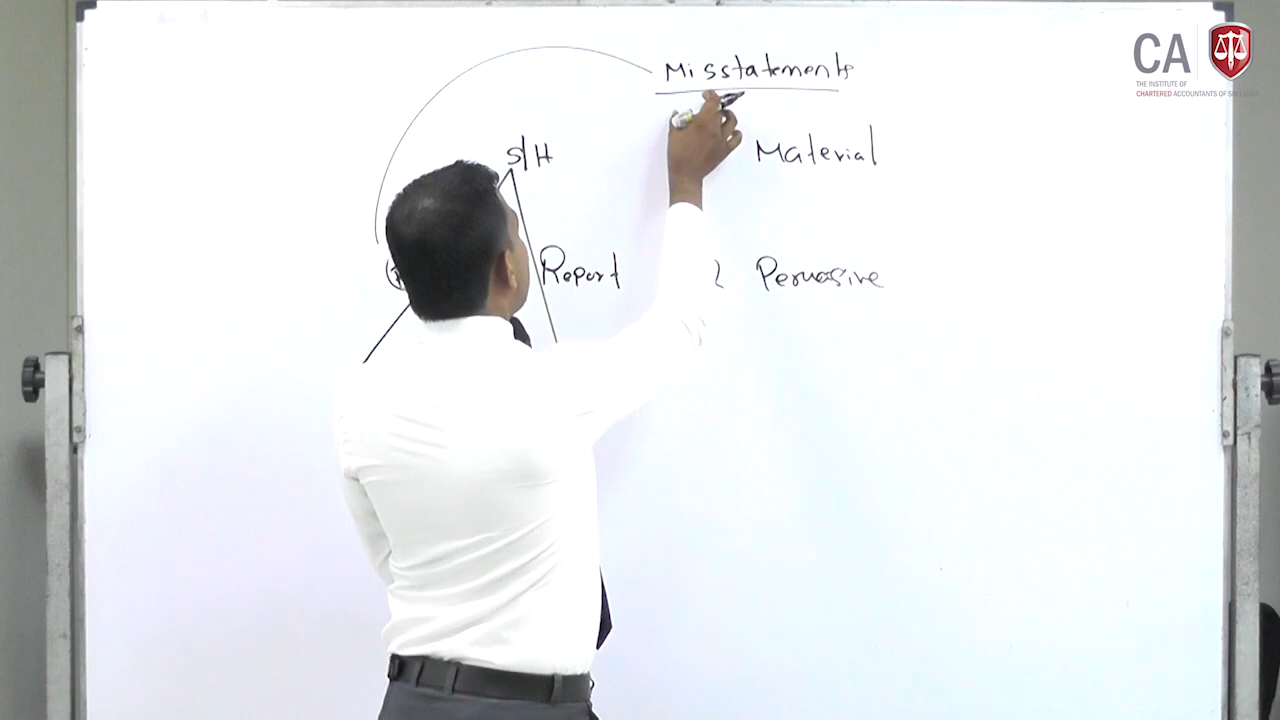 Misstatements
S/H
Material
Report
Pervasive
CA
THE INSTITUTE OF
CHARTERED ACCOUNTANTS OF SRI LANKA